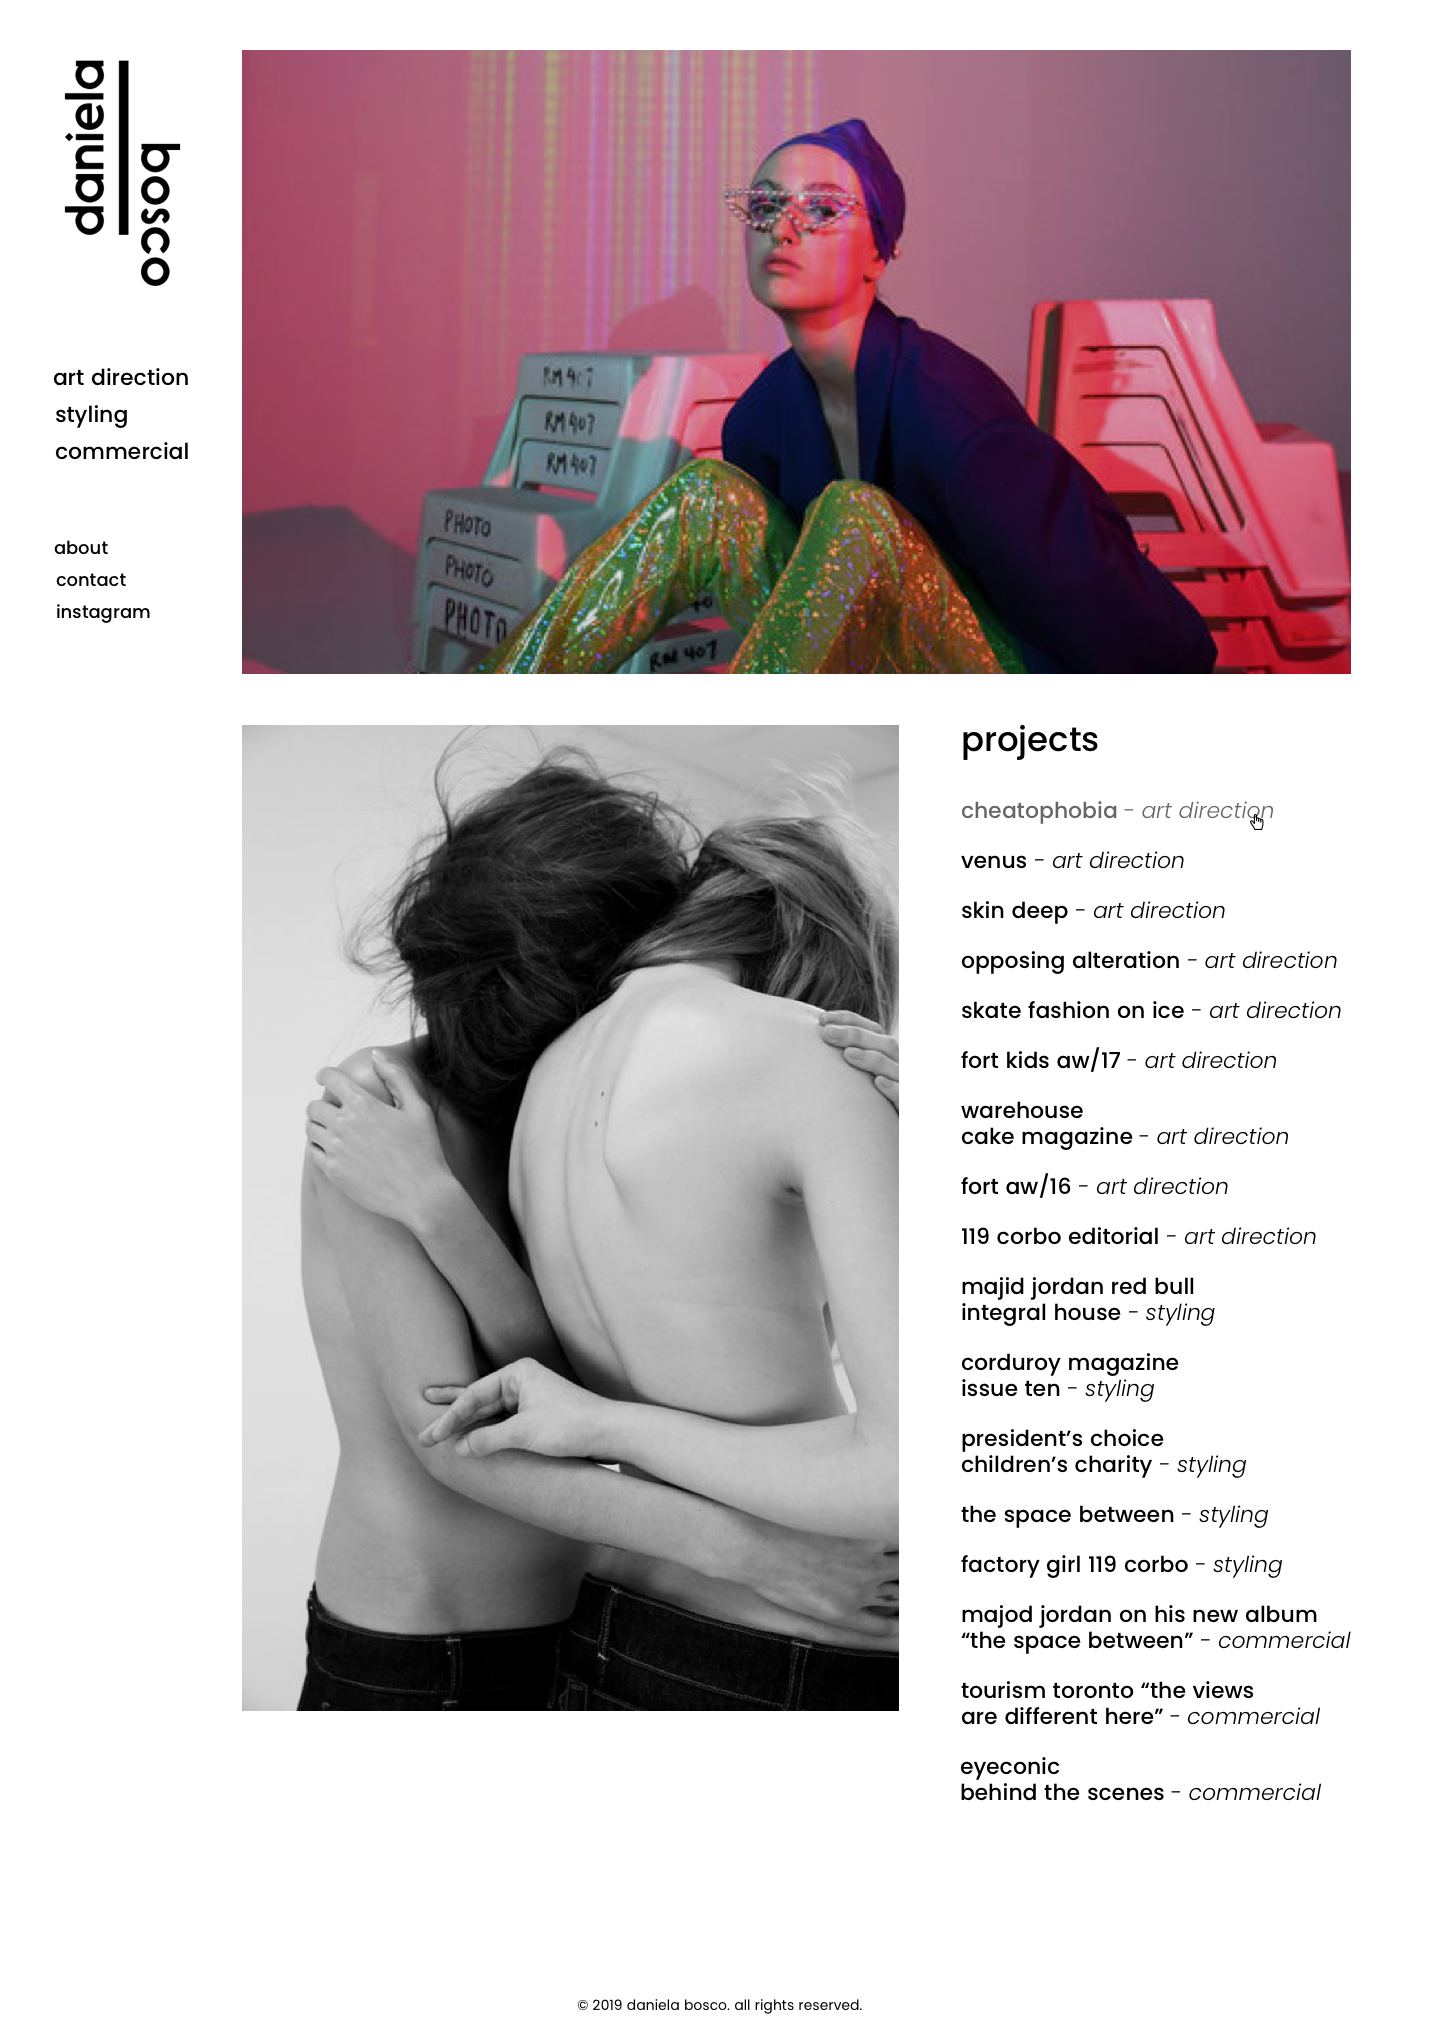 daniela
bosco
art direction
styling
commercial
about
contact
instagram
RM 407
RM 407
RM 407
PHOTO
PHOTO
PHOTO
RM 407
projects
cheatophobia - art direction
venus - art direction
skin deep - art direction
opposing alteration - art direction
skate fashion on ice - art direction
fort kids aw/17 - art direction
warehouse
cake magazine - art direction
fort aw/16 - art direction
119 corbo editorial - art direction
majid jordan red bull
integral house - styling
corduroy magazine
issue ten - styling
president’s choice
children’s charity - styling
the space between - styling
factory girl 119 corbo - styling
majod jordan on his new album
“the space between” - commercial
tourism toronto “the views
are different here” - commercial
eyeconic
behind the scenes - commercial
© 2019 daniela bosco. all rights reserved.